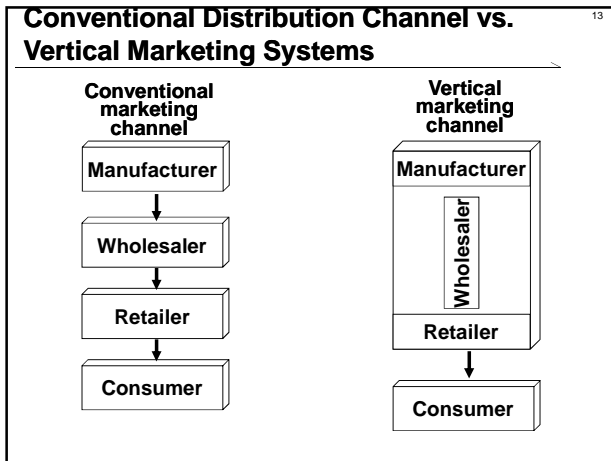 Conventional Distribution Channel vs.
Vertical Marketing Systems
13
Conventional
marketing
channel
Manufacturer
Wholesaler
Retailer
Consumer
Vertical
marketing
channel
Manufacturer
Wholesaler
Retailer
Consumer